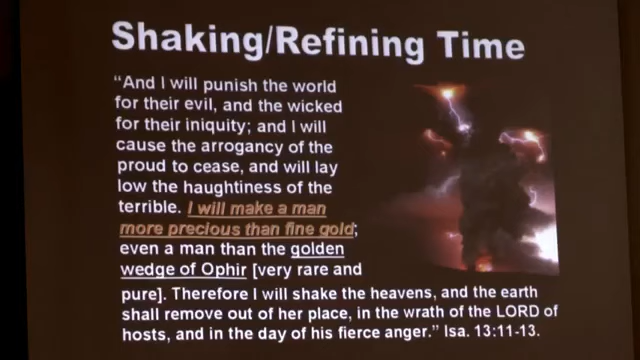 Shaking/Refining Time
“And I will punish the world
for their evil, and the wicked
for their iniquity; and I will
cause the arrogancy of the
proud to cease, and will lay
low the haughtiness of the
terrible. I will make a man
more precious than fine gold;
even a man than the golden
wedge of Ophir [very rare and
pure]. Therefore I will shake the heavens, and the earth
shall remove out of her place, in the wrath of the LORD of
hosts, and in the day of his fierce anger.” Isa. 13:11-13.